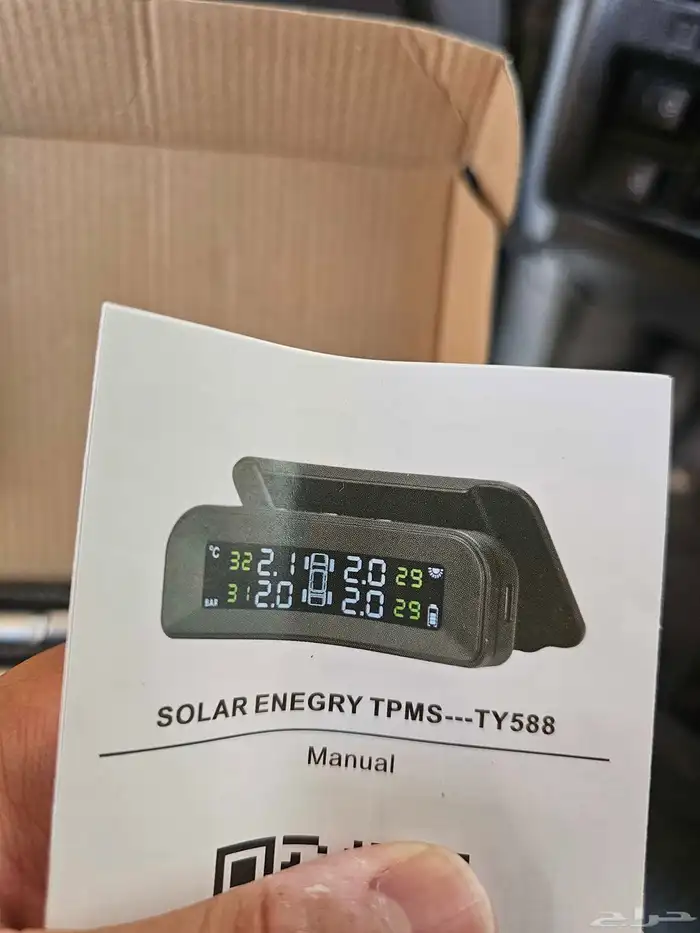 °C 32 2.1 2.0 29
BAR 31 2.0 2.0 29
SOLAR ENEGRY TPMS---TY588
Manual
حراج